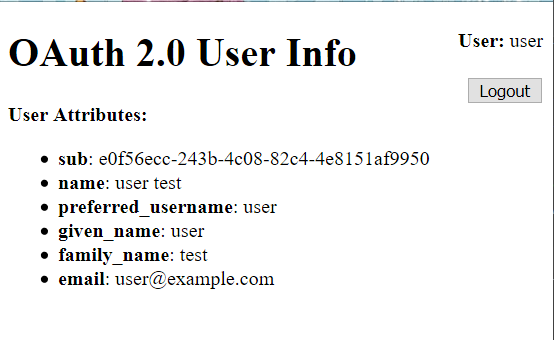 OAuth 2.0 User Info
User: user
Logout
User Attributes:
sub: e0f56ecc-243b-4c08-82c4-4e8151af9950
name: user test
preferred_username: user
given_name: user
family_name: test
email: user@example.com